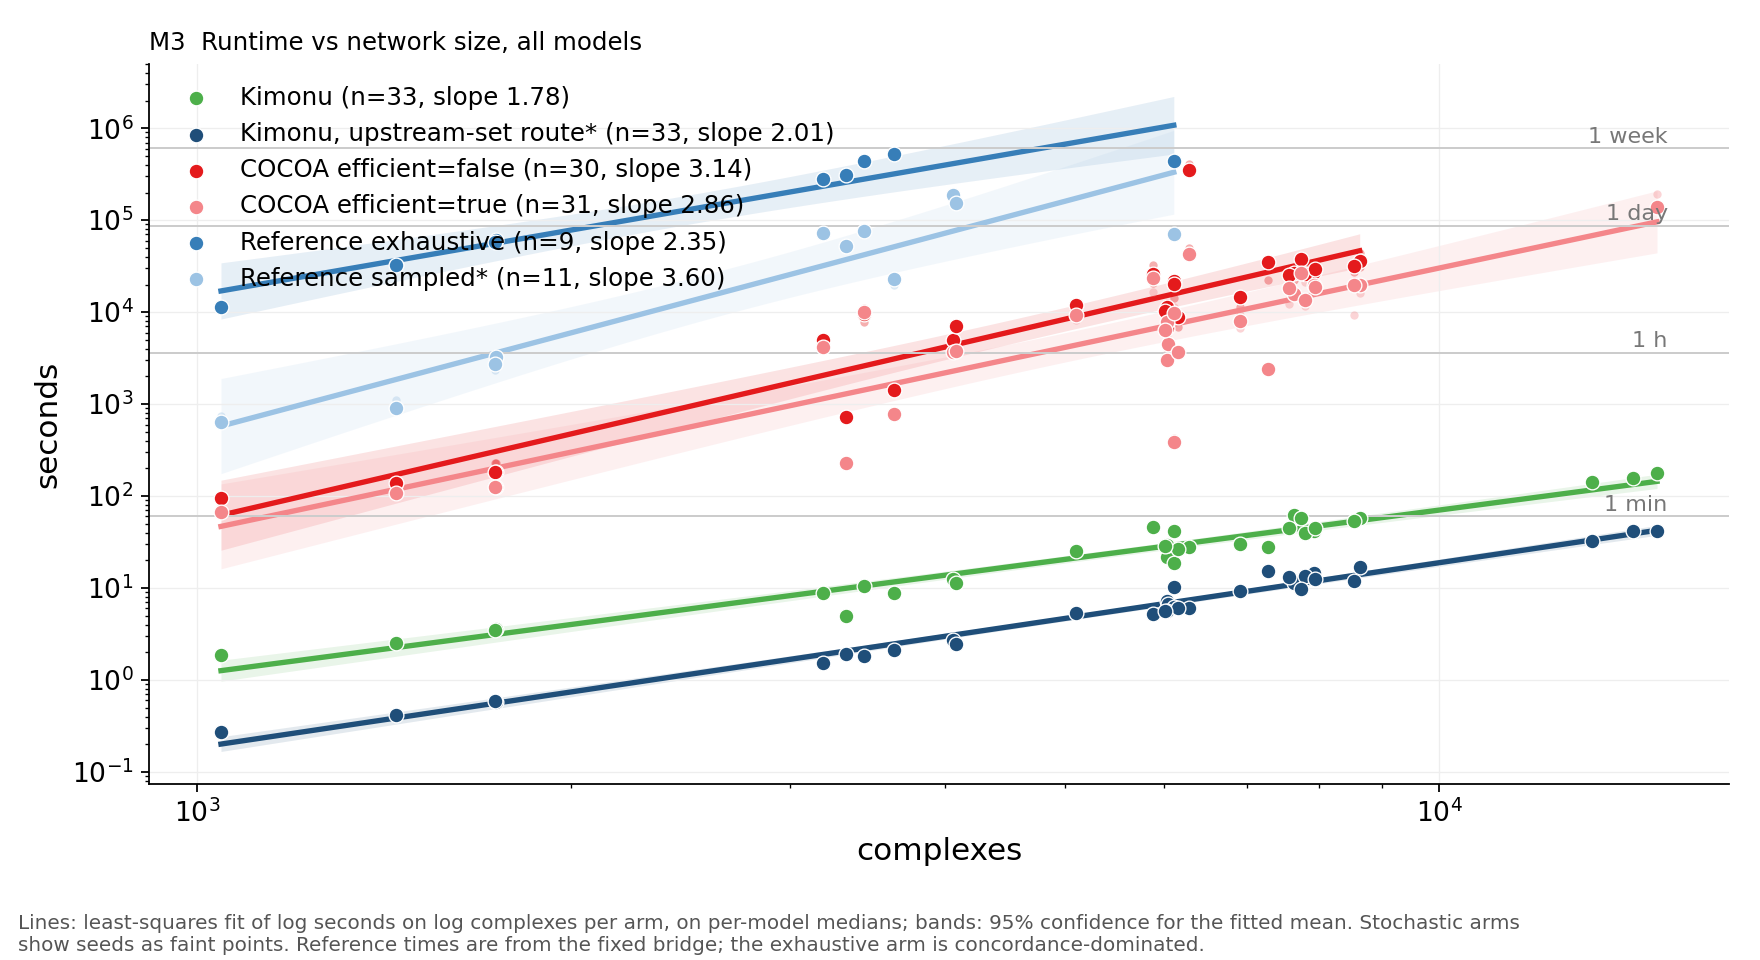 M3  Runtime vs network size, all models
Kimonu (n=33, slope 1.78)
Kimonu, upstream-set route* (n=33, slope 2.01)
COCOA efficient=false (n=30, slope 3.14)
COCOA efficient=true (n=31, slope 2.86)
Reference exhaustive (n=9, slope 2.35)
Reference sampled* (n=11, slope 3.60)
1 week
1 day
1 h
1 min
10⁶
10⁵
10⁴
10³
10²
10¹
10⁰
10⁻¹
seconds
10³
10⁴
complexes
Lines: least-squares fit of log seconds on log complexes per arm, on per-model medians; bands: 95% confidence for the fitted mean. Stochastic arms
show seeds as faint points. Reference times are from the fixed bridge; the exhaustive arm is concordance-dominated.